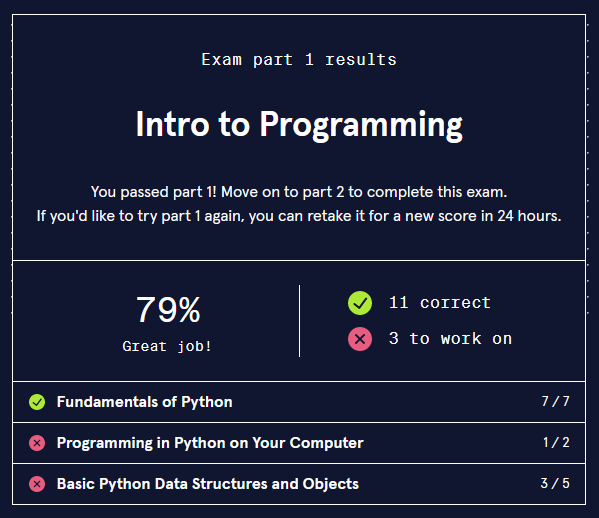 Exam part 1 results
Intro to Programming
You passed part 1! Move on to part 2 to complete this exam.
If you'd like to try part 1 again, you can retake it for a new score in 24 hours.
79%
Great job!
11 correct
3 to work on
Fundamentals of Python 7 / 7
Programming in Python on Your Computer 1 / 2
Basic Python Data Structures and Objects 3 / 5